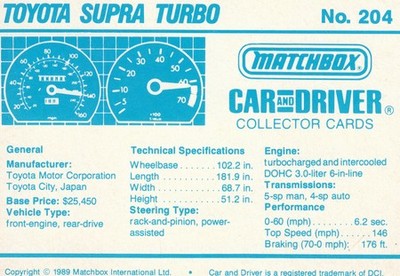 TOYOTA SUPRA TURBO
No. 204
MATCHBOX
CAR AND DRIVER®
COLLECTOR CARDS
General
Manufacturer:
Toyota Motor Corporation
Toyota City, Japan
Base Price: $25,450
Vehicle Type:
front-engine, rear-drive
Technical Specifications
Wheelbase ........ 102.2 in.
Length ........ 181.9 in.
Width ........ 68.7 in.
Height ........ 51.2 in.
Steering Type:
rack-and-pinion, power-
assisted
Engine:
turbocharged and intercooled
DOHC 3.0-liter 6-in-line
Transmissions:
5-sp man, 4-sp auto
Performance
0-60 (mph) ........ 6.2 sec.
Top Speed (mph) ..... 146
Braking (70-0 mph): 176 ft.
Copyright © 1989 Matchbox International Ltd. • Car and Driver is a registered trademark of DCI.